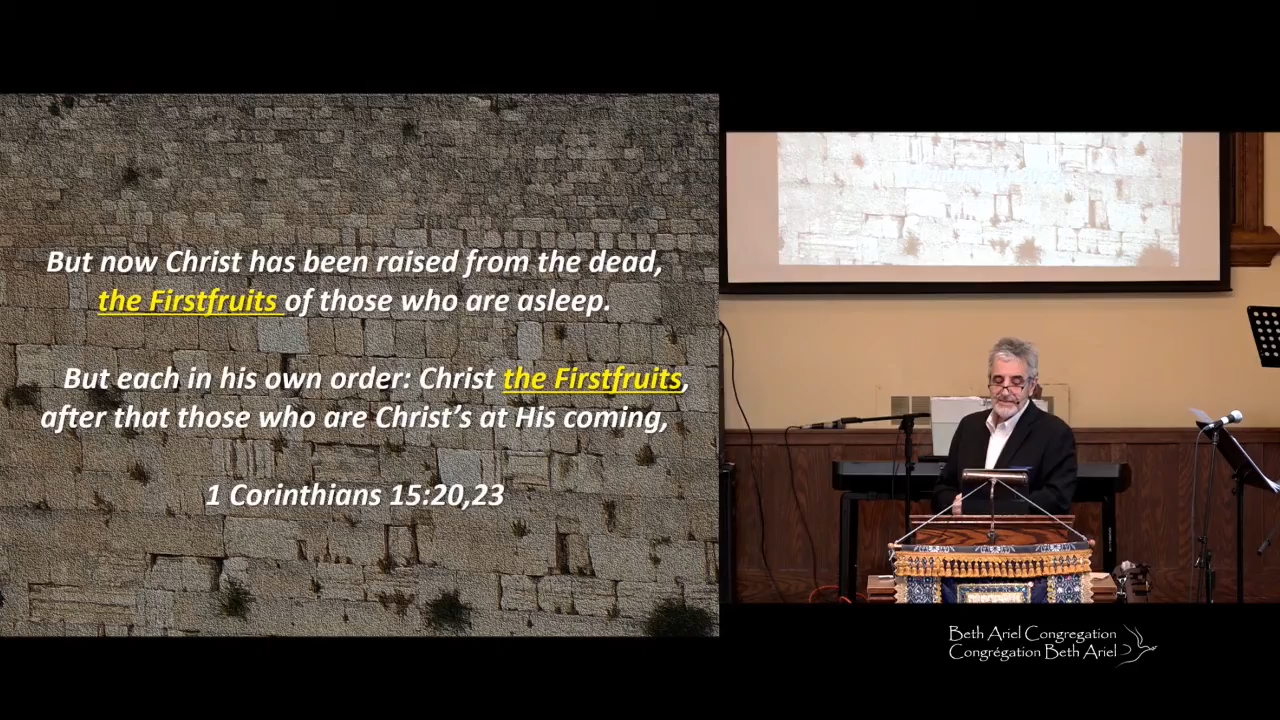 But now Christ has been raised from the dead,
the Firstfruits of those who are asleep.
But each in his own order: Christ the Firstfruits,
after that those who are Christ's at His coming,
1 Corinthians 15:20,23
Beth Ariel Congregation
Congrégation Beth Ariel